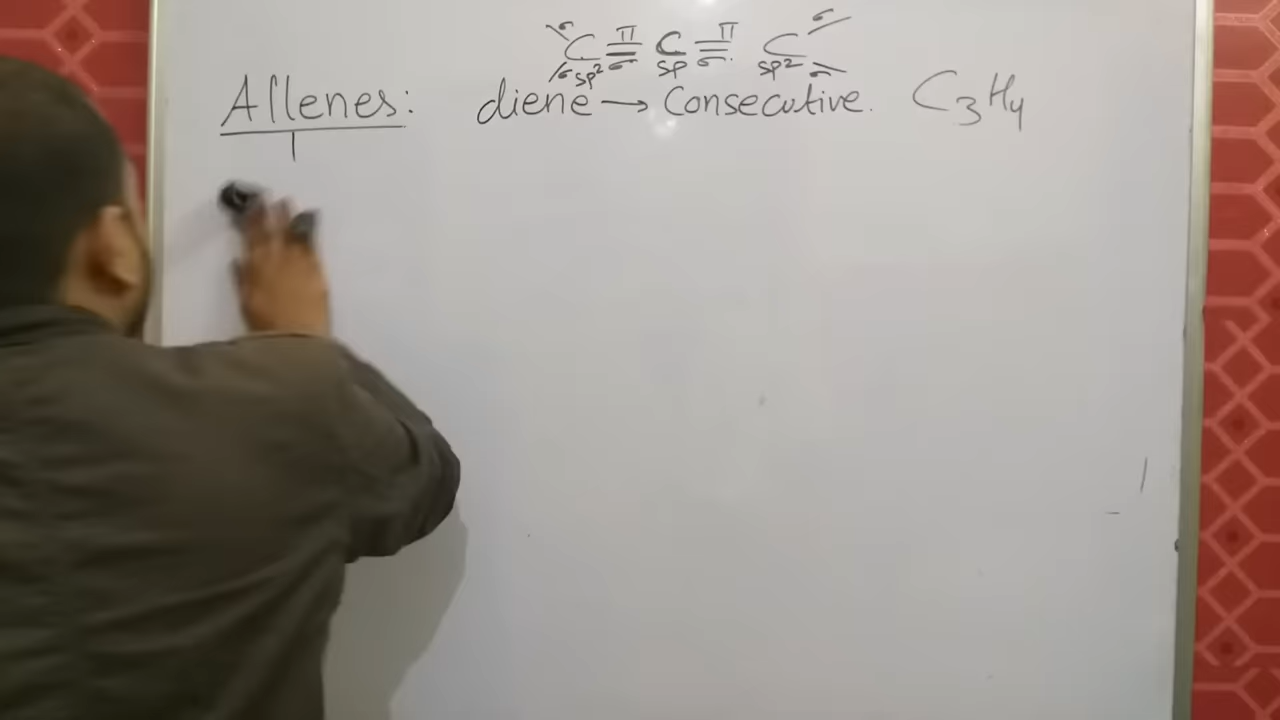 σ π π σ
C = C = C
σ sp² σ sp σ sp² σ
Allenes: diene → Consecutive. C₃H₄